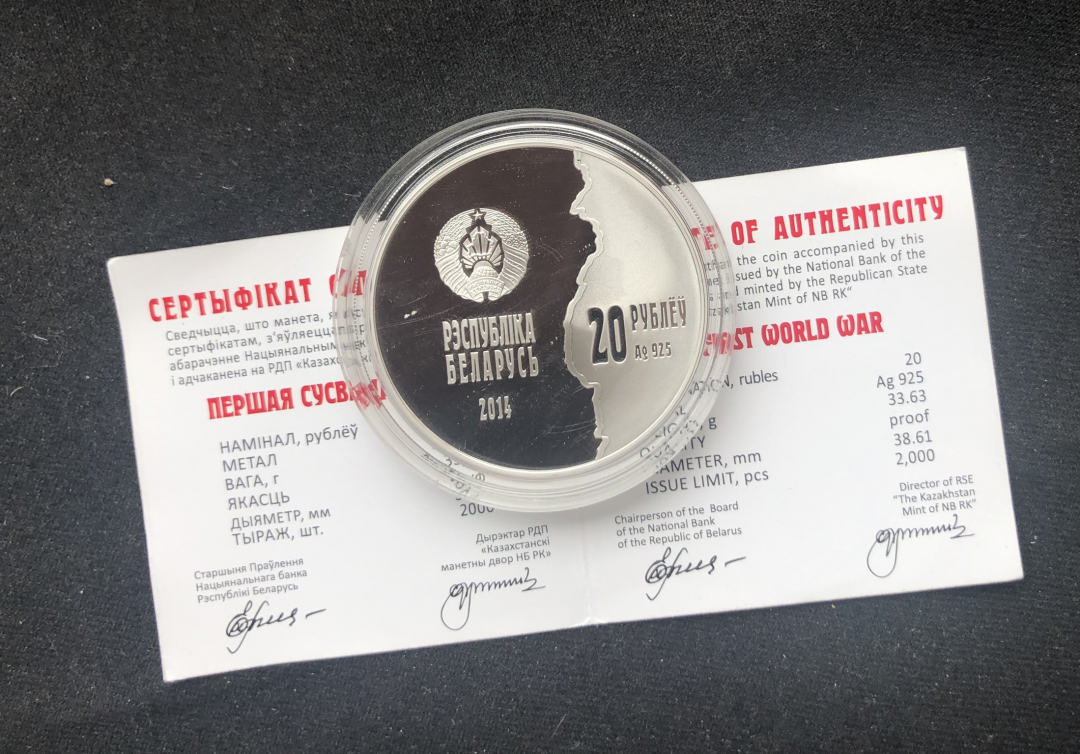 СЕРТЫФІКАТ
Сведчыцца, што манета,
сертыфікатам, з'яўляецца
абарачэнне Нацыянальным
і адчаканена на РДП «Казахс
ПЕРШАЯ СУСВ
НАМІНАЛ, рублёў
МЕТАЛ
ВАГА, г
ЯКАСЦЬ
ДЫЯМЕТР, мм
ТЫРАЖ, шт.
2000
Старшыня Праўлення
Нацыянальнага банка
Рэспублікі Беларусь
Дырэктар РДП
«Казахстанскі
манетны двор НБ РК»
РЭСПУБЛІКА
БЕЛАРУСЬ
2014
20 РУБЛЁЎ
Ag 925
OF AUTHENTICITY
the coin accompanied by this
issued by the National Bank of the
and minted by the Republican State
stan Mint of NB RK“
FIRST WORLD WAR
rubles 20
Ag 925
g 33.63
proof
DIAMETER, mm 38.61
ISSUE LIMIT, pcs 2,000
Chairperson of the Board
of the National Bank
of the Republic of Belarus
Director of RSE
"The Kazakhstan
Mint of NB RK“